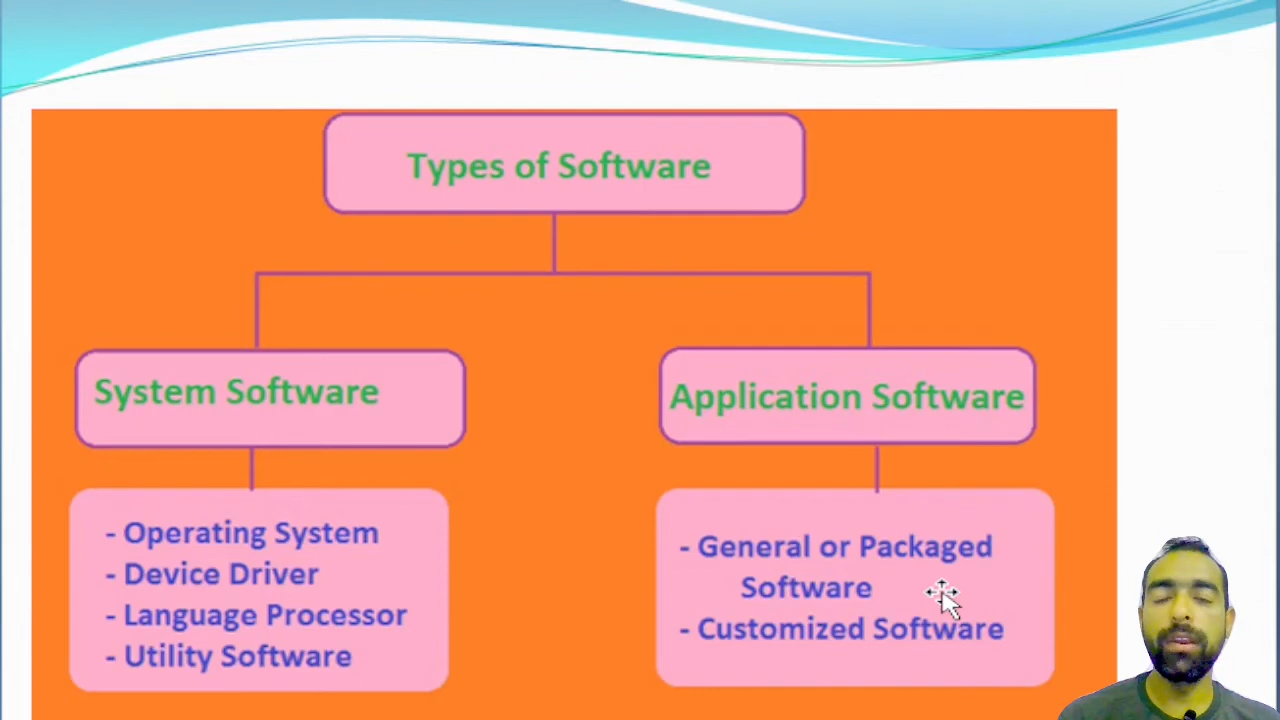 Types of Software
System Software
Application Software
- Operating System
- Device Driver
- Language Processor
- Utility Software
- General or Packaged
Software
- Customized Software